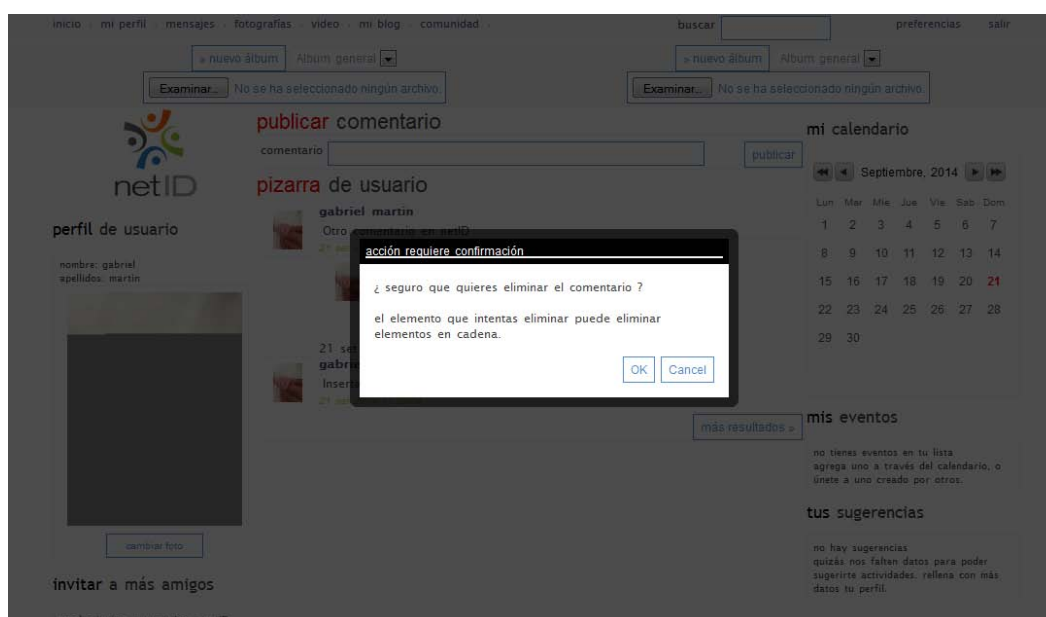 inicio mi perfil mensajes fotografías video mi blog comunidad buscar preferencias salir
» nuevo álbum Album general » nuevo álbum Album general
Examinar... No se ha seleccionado ningún archivo. Examinar... No se ha seleccionado ningún archivo.
netID
perfil de usuario
nombre: gabriel
apellidos: martin
cambiar foto
invitar a más amigos
publicar comentario
comentario publicar
pizarra de usuario
gabriel martin
Otro comentario en netID
acción requiere confirmación
¿ seguro que quieres eliminar el comentario ?
el elemento que intentas eliminar puede eliminar
elementos en cadena.
OK Cancel
más resultados »
mi calendario
Septiembre, 2014
Lun Mar Mie Jue Vie Sab Dom
1 2 3 4 5 6 7
8 9 10 11 12 13 14
15 16 17 18 19 20 21
22 23 24 25 26 27 28
29 30
mis eventos
no tienes eventos en tu lista
agrega uno a través del calendario, o
únete a uno creado por otros.
tus sugerencias
no hay sugerencias
quizás nos falten datos para poder
sugerirte actividades. rellena con más
datos tu perfil.